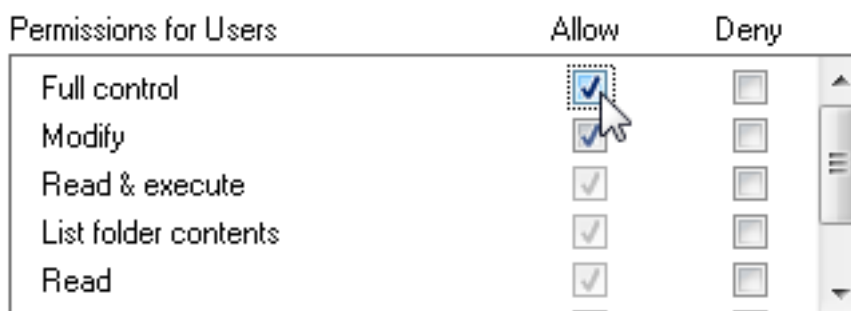 Permissions for Users Allow Deny
Full control
Modify
Read & execute
List folder contents
Read